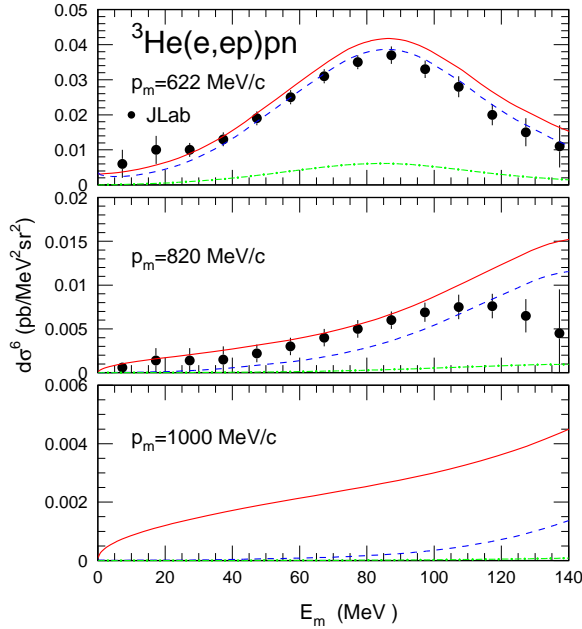 ³He(e,ep)pn
p_m=622 MeV/c
JLab
0.05
0.04
0.03
0.02
0.01
0
p_m=820 MeV/c
0.02
0.015
0.01
0.005
0
p_m=1000 MeV/c
0.006
0.004
0.002
0
0 20 40 60 80 100 120 140
E_m (MeV )
dσ⁶ (pb/MeV²sr²)